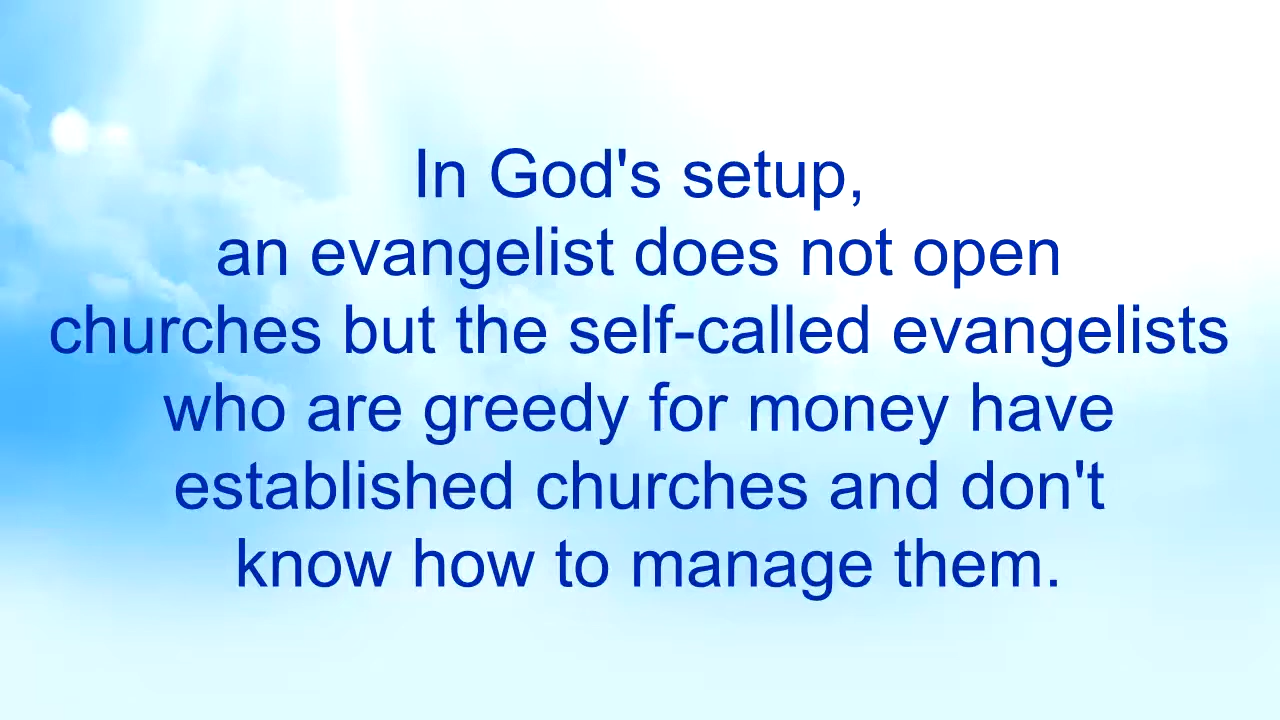 In God's setup,
an evangelist does not open
churches but the self-called evangelists
who are greedy for money have
established churches and don't
know how to manage them.